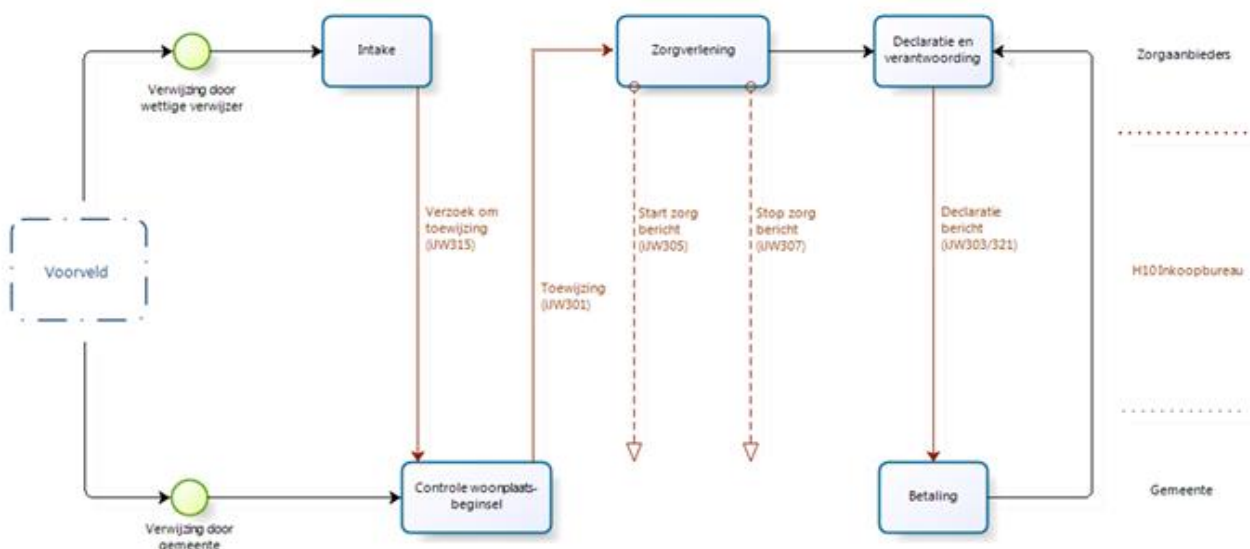 Intake
Zorgverlening
Declaratie en
verantwoording
Zorgaanbieders
Verwijzing door
wettige verwijzer
Voorveld
Verzoek om
toewijzing
(iJW315)
Toewijzing
(iJW301)
Start zorg
bericht
(iJW305)
Stop zorg
bericht
(iJW307)
Declaratie
bericht
(iJW303/321)
H10Inkoopbureau
Controle woonplaats-
beginsel
Betaling
Gemeente
Verwijzing door
gemeente